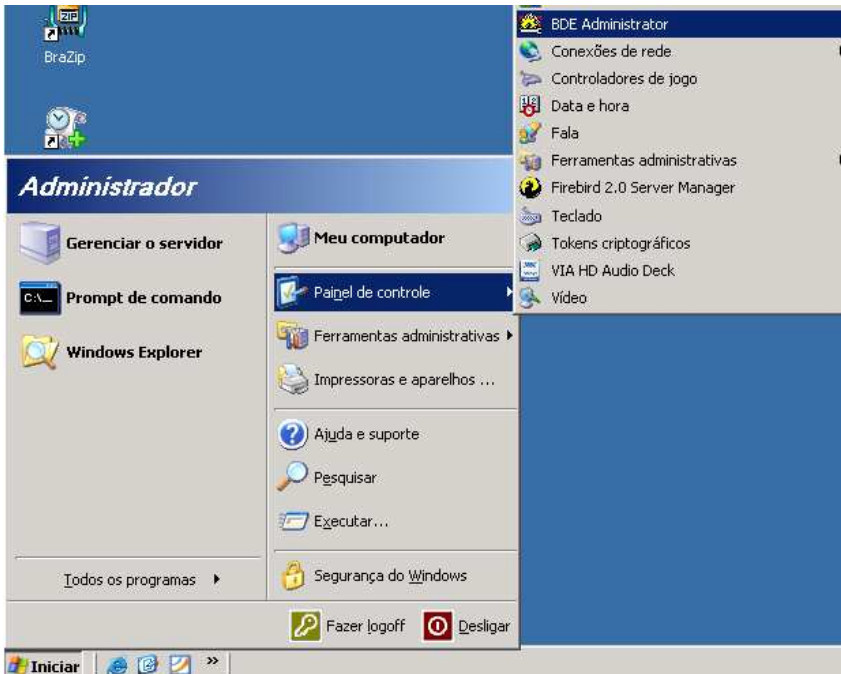 ZIP
BraZip
Administrador
Gerenciar o servidor
C:\_
Prompt de comando
Windows Explorer
Todos os programas
Meu computador
Painel de controle
Ferramentas administrativas
Impressoras e aparelhos ...
Ajuda e suporte
Pesquisar
Executar...
Segurança do Windows
Fazer logoff
Desligar
BDE Administrator
Conexões de rede
Controladores de jogo
Data e hora
Fala
Ferramentas administrativas
Firebird 2.0 Server Manager
Teclado
Tokens criptográficos
VIA HD Audio Deck
Vídeo
Iniciar
»